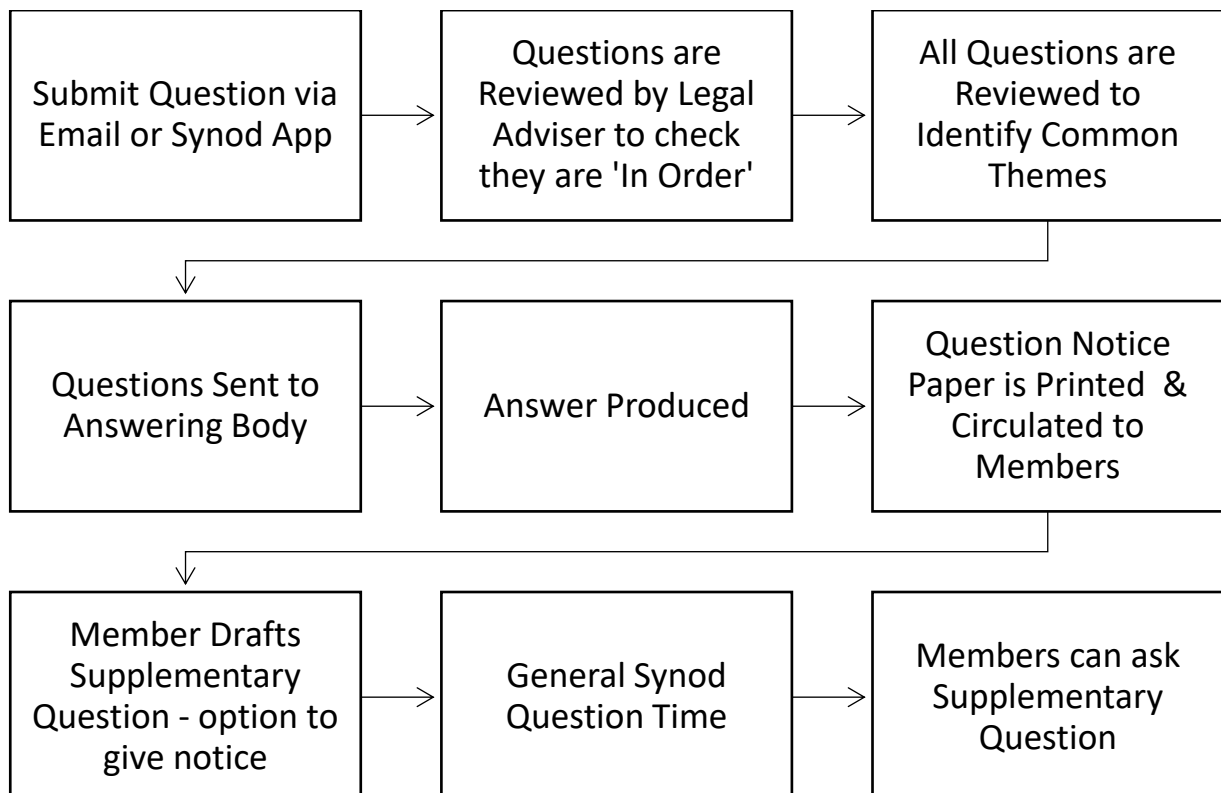 Submit Question via
Email or Synod App
Questions are
Reviewed by Legal
Adviser to check
they are 'In Order'
All Questions are
Reviewed to
Identify Common
Themes
Questions Sent to
Answering Body
Answer Produced
Question Notice
Paper is Printed & 
Circulated to
Members
Member Drafts
Supplementary
Question - option to
give notice
General Synod
Question Time
Members can ask
Supplementary
Question